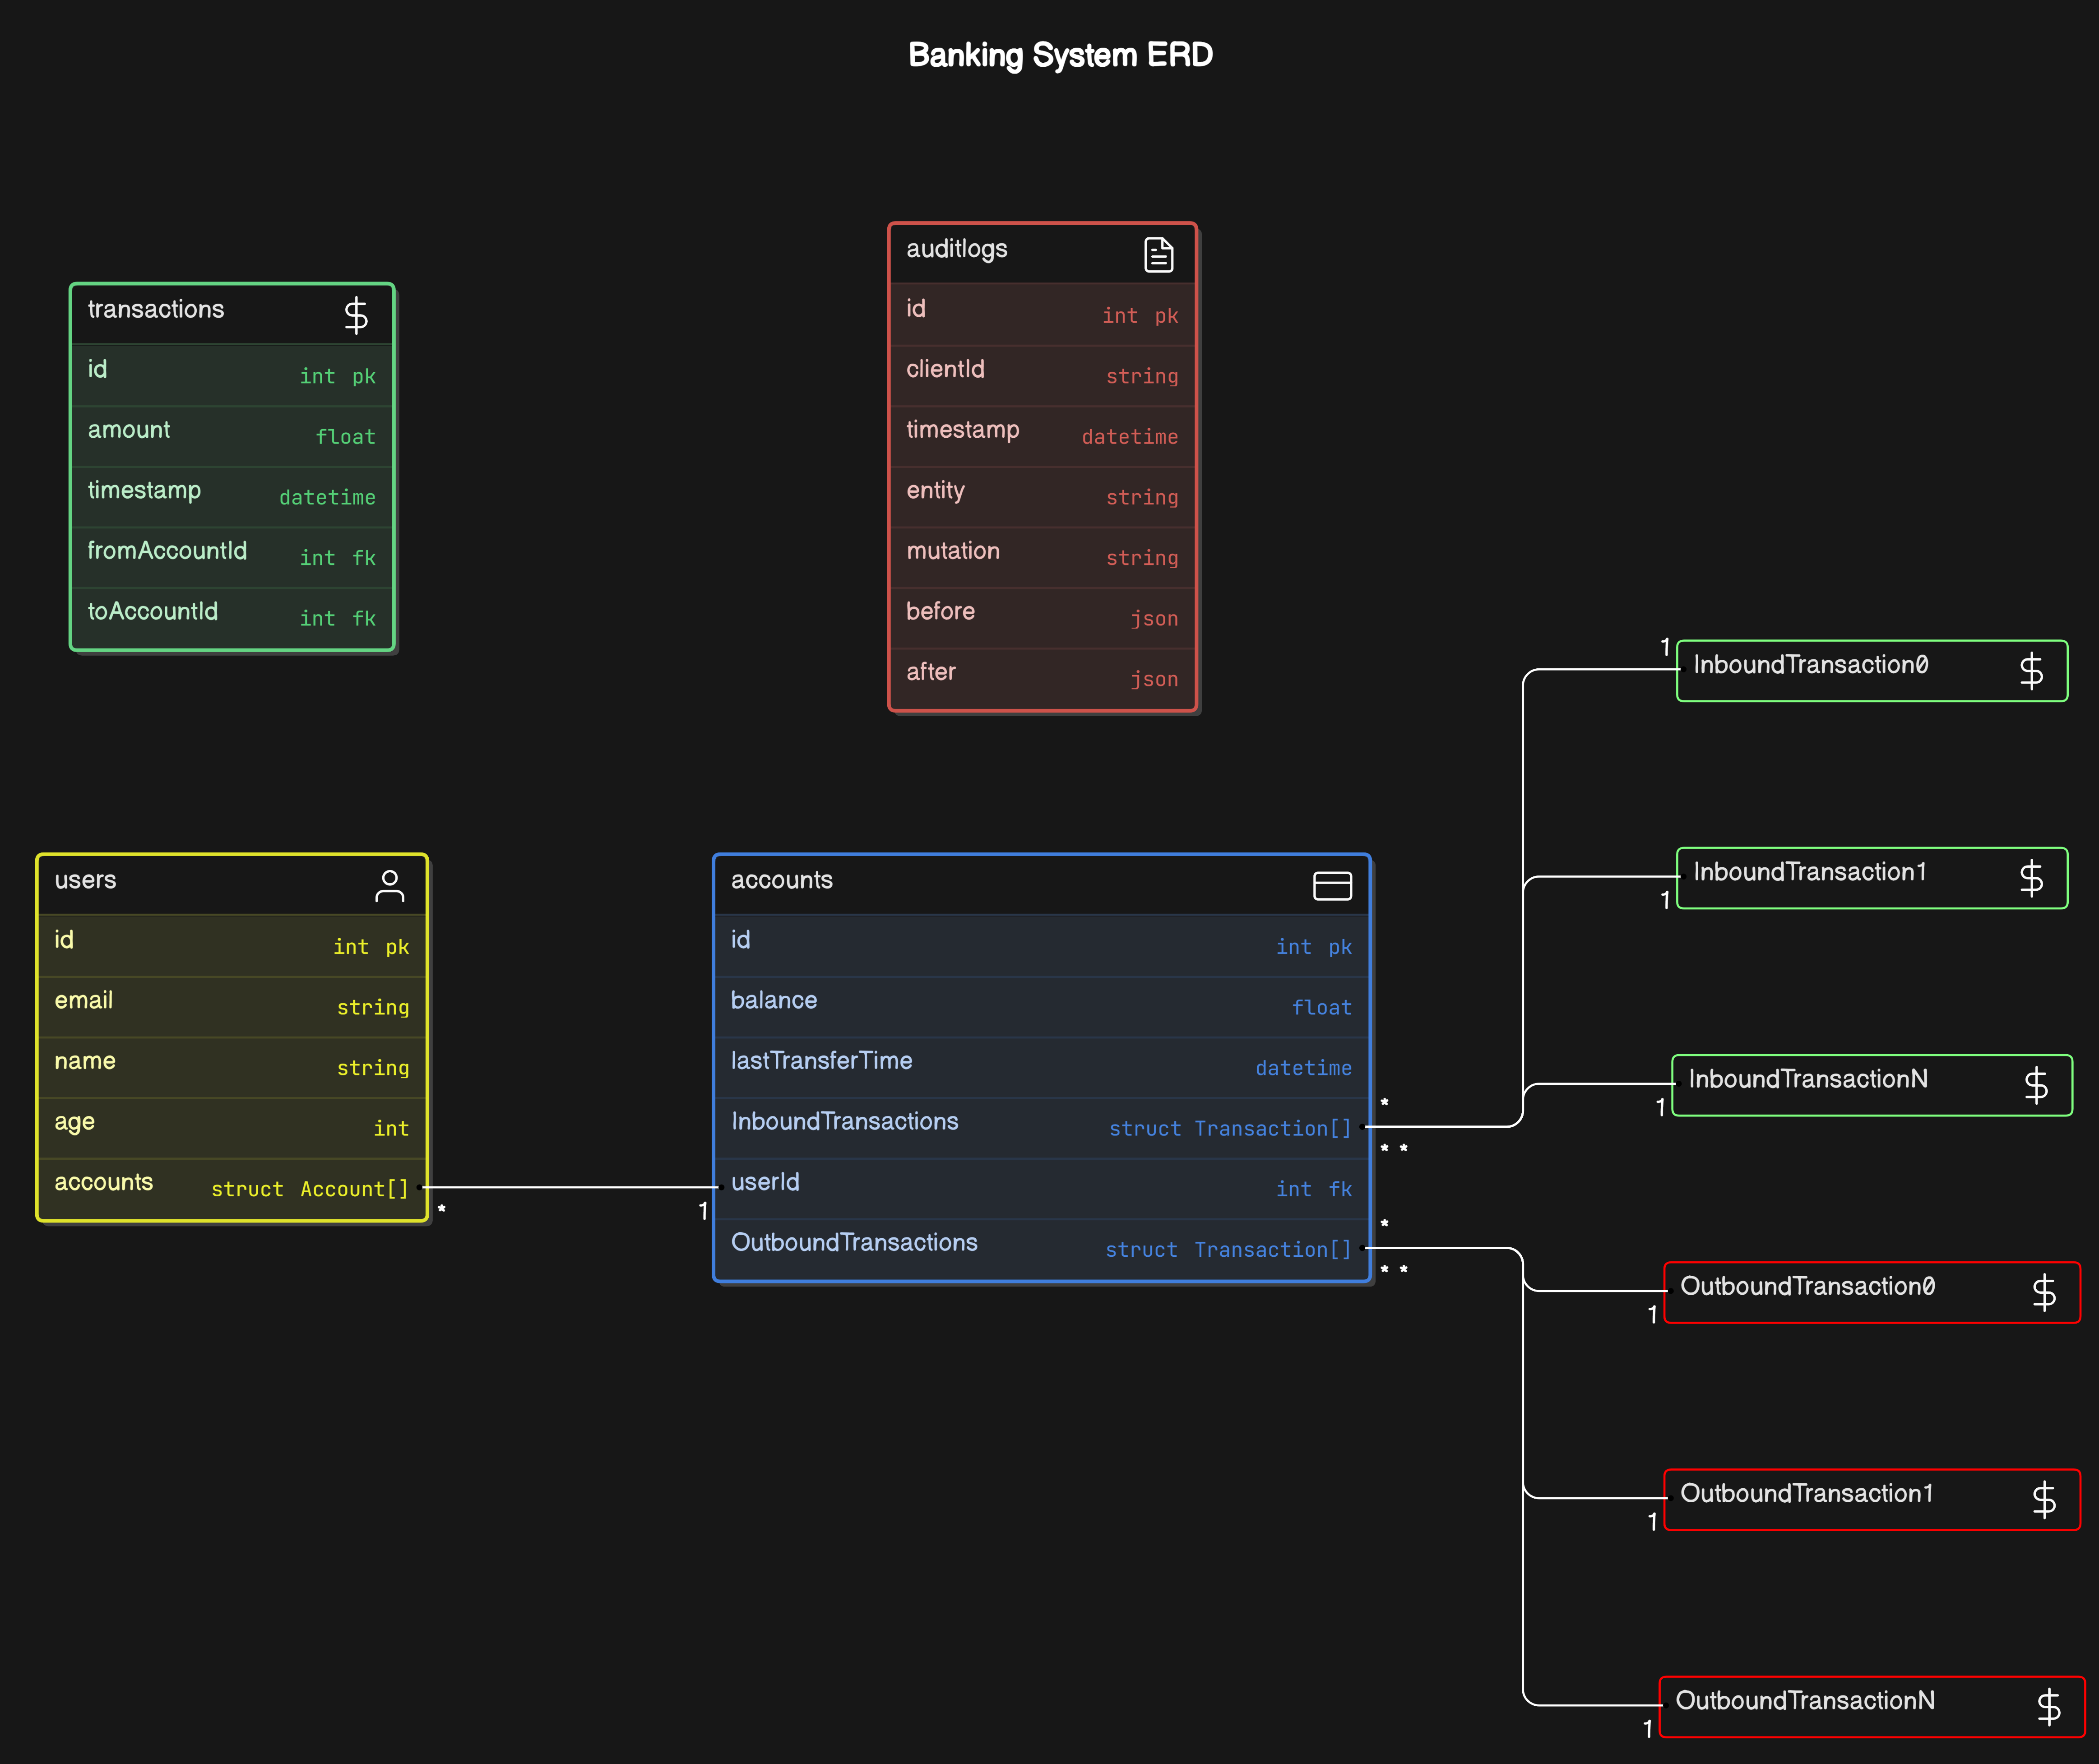 Banking System ERD
transactions
id int pk
amount float
timestamp datetime
fromAccountId int fk
toAccountId int fk
auditlogs
id int pk
clientId string
timestamp datetime
entity string
mutation string
before json
after json
users
id int pk
email string
name string
age int
accounts struct Account[]
*
1
accounts
id int pk
balance float
lastTransferTime datetime
InboundTransactions struct Transaction[]
userId int fk
OutboundTransactions struct Transaction[]
*
* *
*
* *
1
InboundTransaction0
InboundTransaction1
1
InboundTransactionN
1
OutboundTransaction0
1
OutboundTransaction1
1
OutboundTransactionN
1